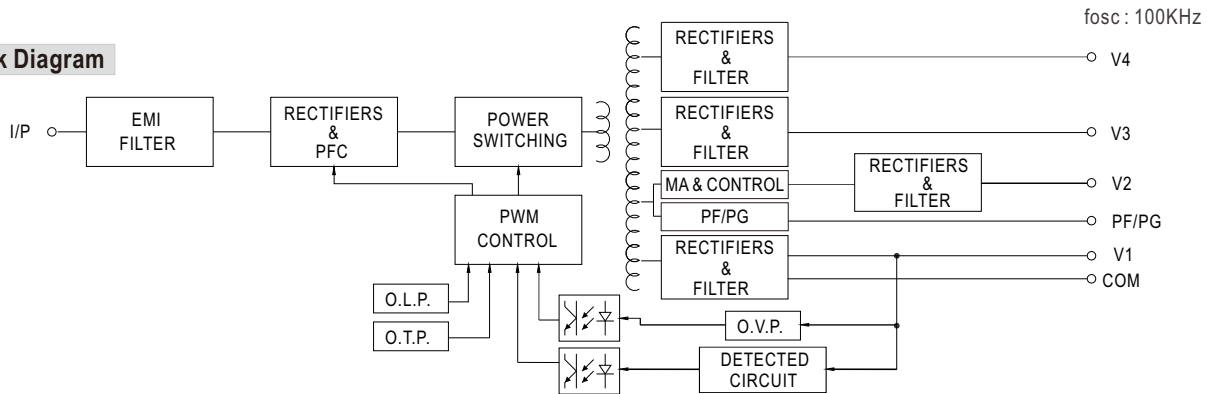 fosc : 100KHz
k Diagram
I/P
EMI
FILTER
RECTIFIERS
&
PFC
POWER
SWITCHING
PWM
CONTROL
O.L.P.
O.T.P.
RECTIFIERS
&
FILTER
V4
RECTIFIERS
&
FILTER
V3
MA & CONTROL
RECTIFIERS
&
FILTER
V2
PF/PG
PF/PG
RECTIFIERS
&
FILTER
V1
COM
O.V.P.
DETECTED
CIRCUIT